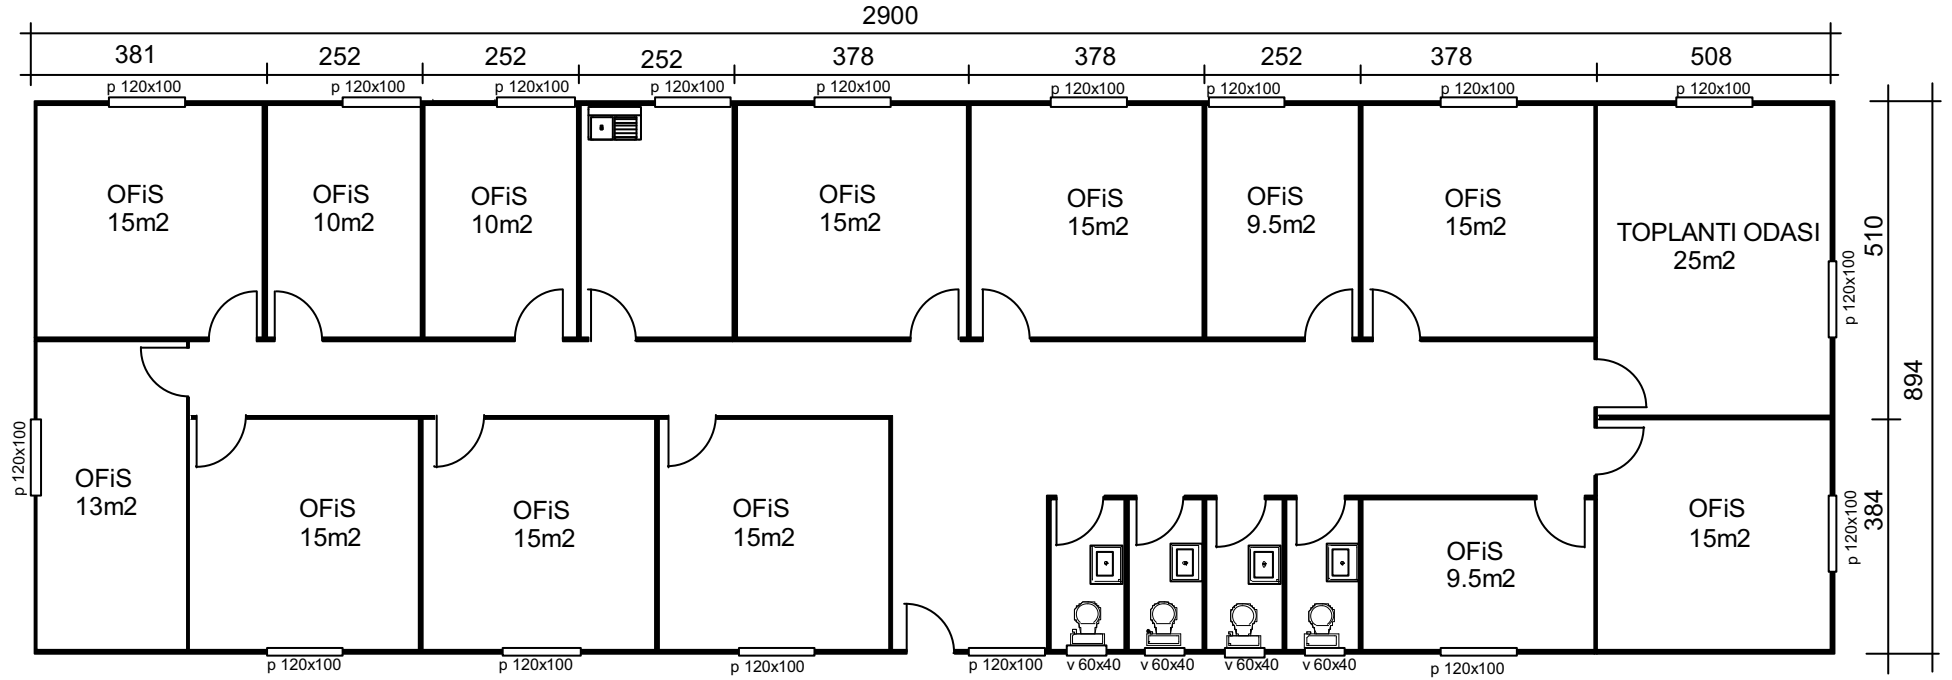 2900
381 252 252 252 378 378 252 378 508
p 120x100 p 120x100 p 120x100 p 120x100 p 120x100 p 120x100 p 120x100 p 120x100 p 120x100
OFiS
15m2
OFiS
10m2
OFiS
10m2
OFiS
15m2
OFiS
15m2
OFiS
9.5m2
OFiS
15m2
TOPLANTI ODASI
25m2
p 120x100
510
894
p 120x100
OFiS
13m2
OFiS
15m2
OFiS
15m2
OFiS
15m2
OFiS
9.5m2
OFiS
15m2
p 120x100
384
p 120x100 p 120x100 p 120x100 p 120x100 v 60x40 v 60x40 v 60x40 v 60x40 p 120x100